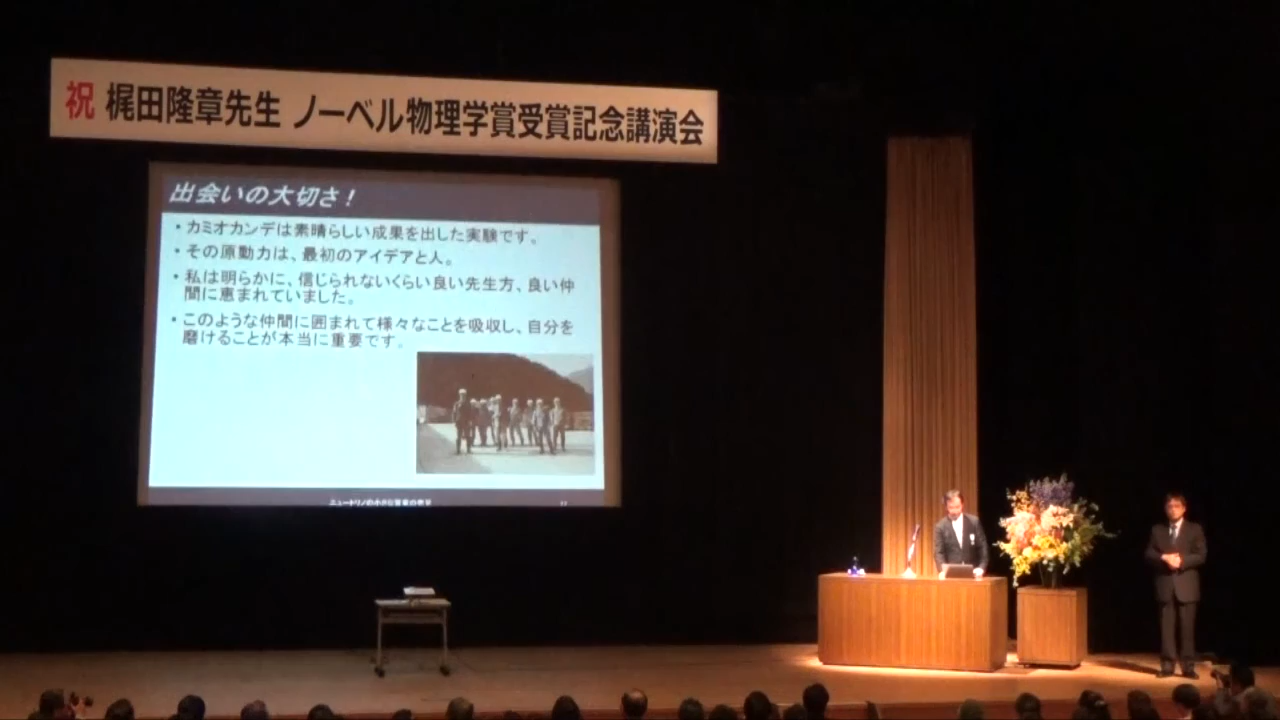 祝 梶田隆章先生 ノーベル物理学賞受賞記念講演会
出会いの大切さ！
・カミオカンデは素晴らしい成果を出した実験です。
・その原動力は、最初のアイデアと人。
・私は明らかに、信じられないくらい良い先生方、良い仲
間に恵まれていました。
・このような仲間に囲まれて様々なことを吸収し、自分を
磨けることが本当に重要です。